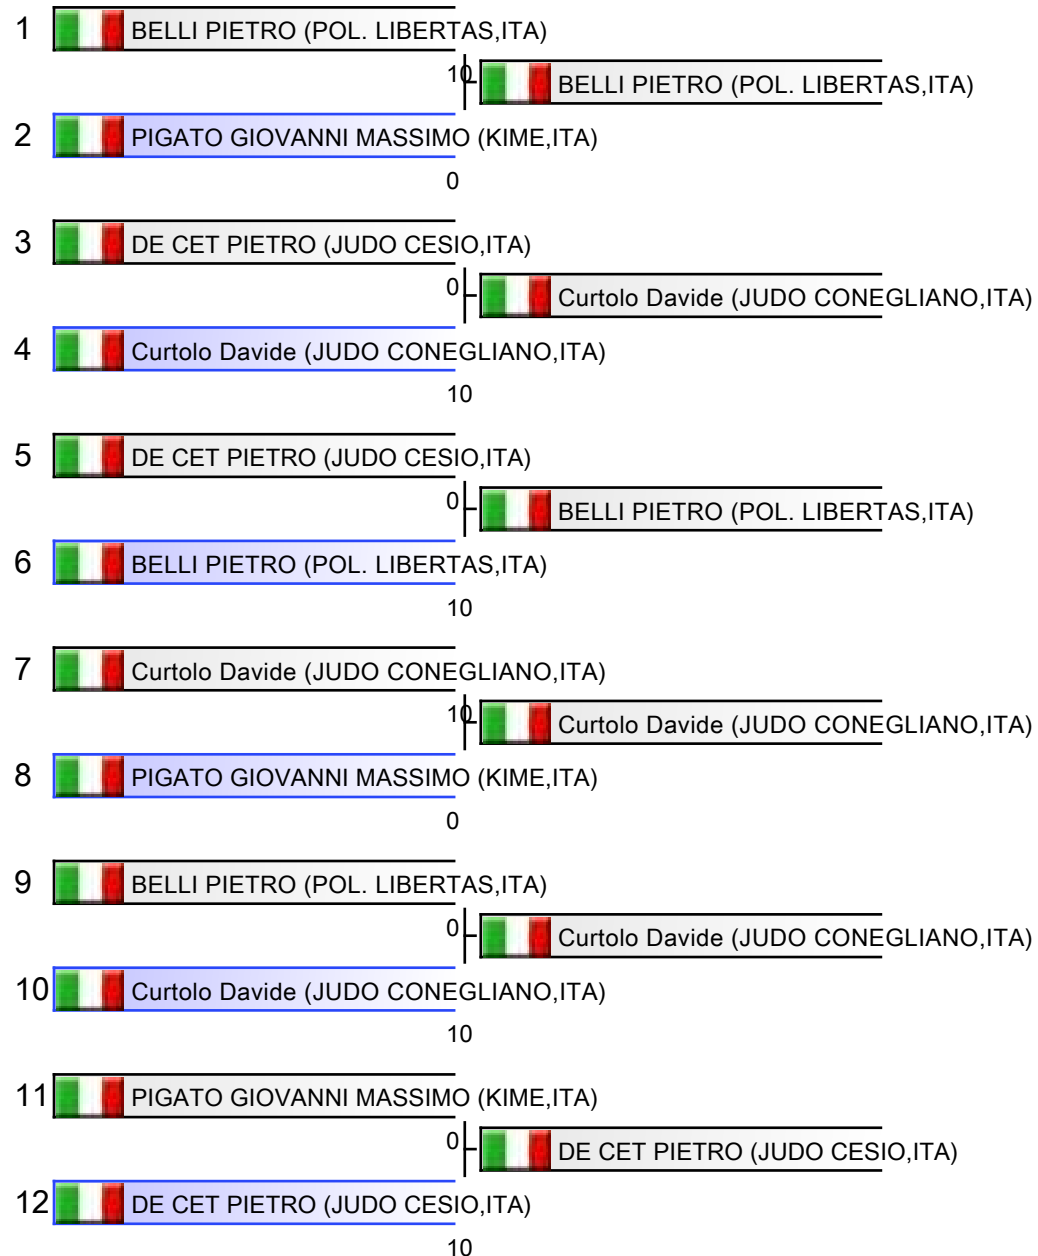 1 BELLI PIETRO (POL. LIBERTAS,ITA)
10 BELLI PIETRO (POL. LIBERTAS,ITA)
2 PIGATO GIOVANNI MASSIMO (KIME,ITA)
0
3 DE CET PIETRO (JUDO CESIO,ITA)
0 Curtolo Davide (JUDO CONEGLIANO,ITA)
4 Curtolo Davide (JUDO CONEGLIANO,ITA)
10
5 DE CET PIETRO (JUDO CESIO,ITA)
0 BELLI PIETRO (POL. LIBERTAS,ITA)
6 BELLI PIETRO (POL. LIBERTAS,ITA)
10
7 Curtolo Davide (JUDO CONEGLIANO,ITA)
10 Curtolo Davide (JUDO CONEGLIANO,ITA)
8 PIGATO GIOVANNI MASSIMO (KIME,ITA)
0
9 BELLI PIETRO (POL. LIBERTAS,ITA)
0 Curtolo Davide (JUDO CONEGLIANO,ITA)
10 Curtolo Davide (JUDO CONEGLIANO,ITA)
10
11 PIGATO GIOVANNI MASSIMO (KIME,ITA)
0 DE CET PIETRO (JUDO CESIO,ITA)
12 DE CET PIETRO (JUDO CESIO,ITA)
10